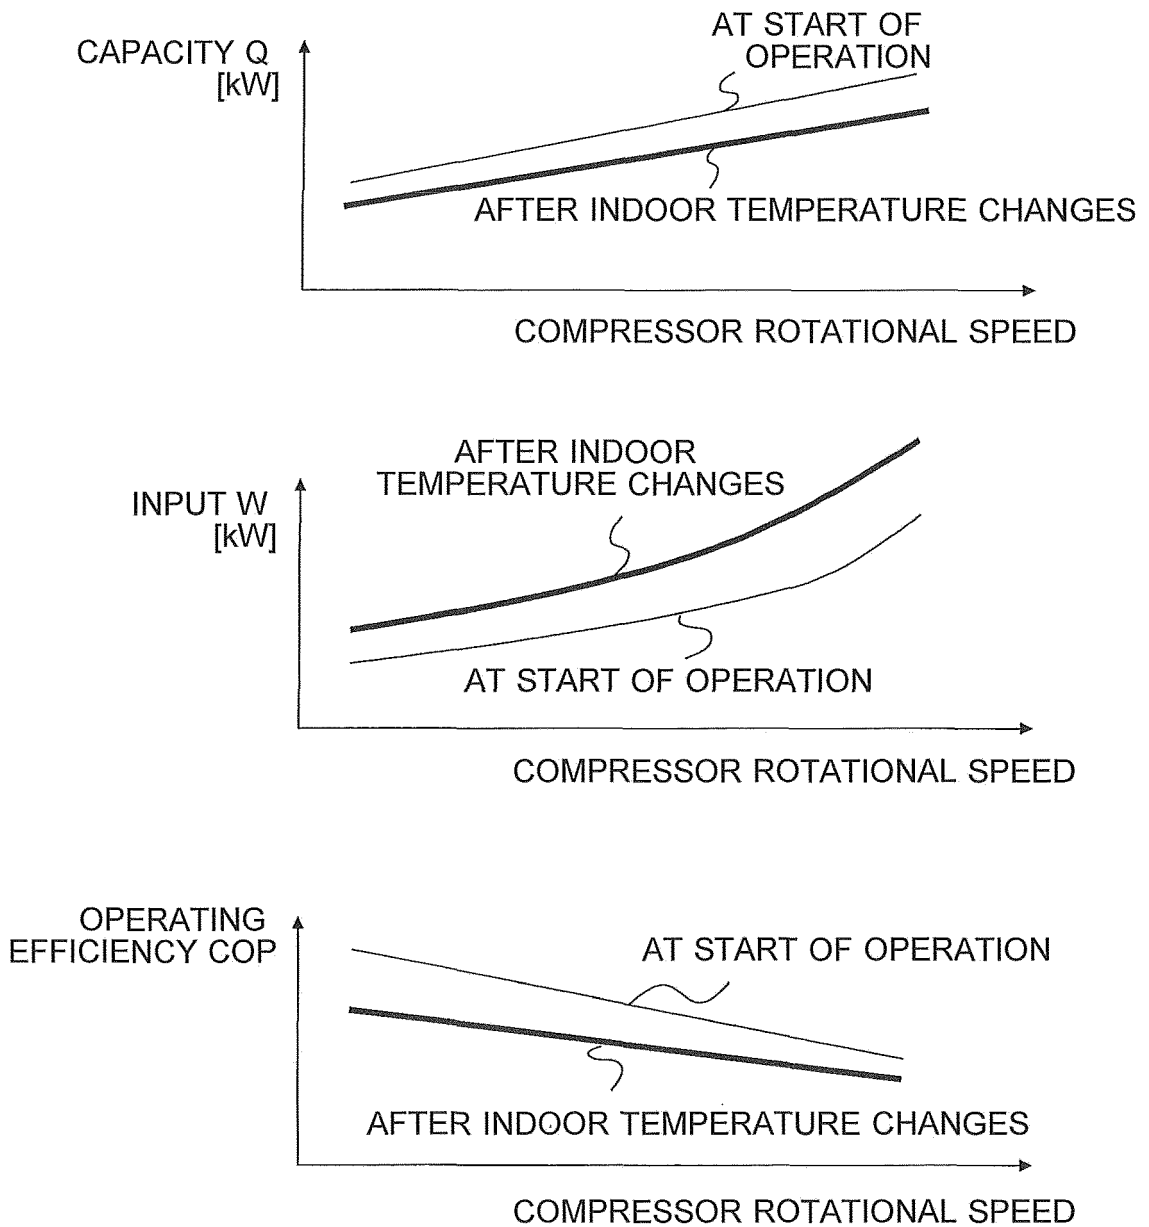 AT START OF
OPERATION
CAPACITY Q
[kW]
AFTER INDOOR TEMPERATURE CHANGES
COMPRESSOR ROTATIONAL SPEED
AFTER INDOOR
TEMPERATURE CHANGES
INPUT W
[kW]
AT START OF OPERATION
COMPRESSOR ROTATIONAL SPEED
OPERATING
EFFICIENCY COP
AT START OF OPERATION
AFTER INDOOR TEMPERATURE CHANGES
COMPRESSOR ROTATIONAL SPEED